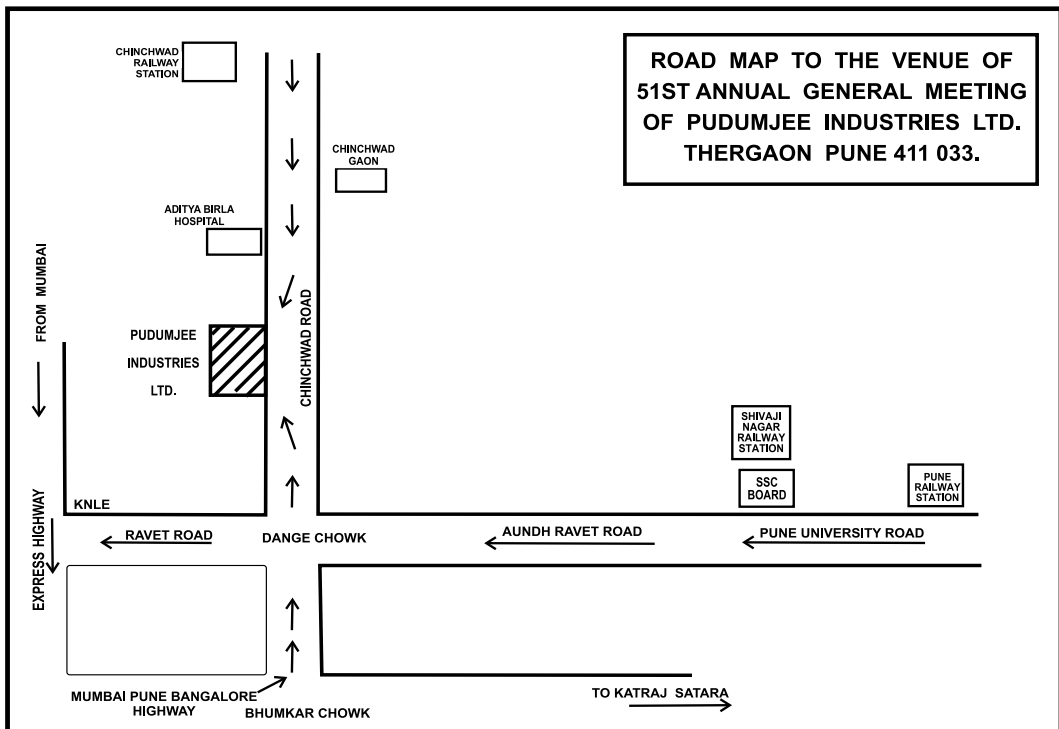 CHINCHWAD
RAILWAY
STATION
ROAD MAP TO THE VENUE OF
51ST ANNUAL GENERAL MEETING
OF PUDUMJEE INDUSTRIES LTD.
THERGAON PUNE 411 033.
CHINCHWAD
GAON
ADITYA BIRLA
HOSPITAL
FROM MUMBAI
PUDUMJEE
INDUSTRIES
LTD.
CHINCHWAD ROAD
SHIVAJI
NAGAR
RAILWAY
STATION
SSC
BOARD
PUNE
RAILWAY
STATION
KNLE
EXPRESS HIGHWAY
RAVET ROAD
DANGE CHOWK
AUNDH RAVET ROAD
PUNE UNIVERSITY ROAD
MUMBAI PUNE BANGALORE
HIGHWAY
BHUMKAR CHOWK
TO KATRAJ SATARA